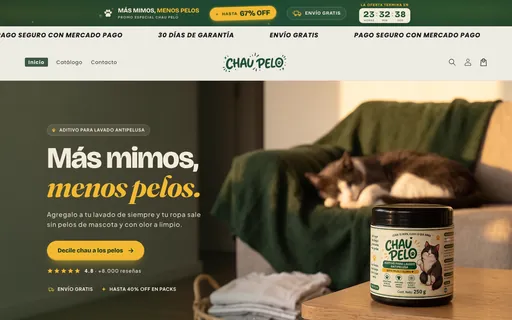 MÁS MIMOS, MENOS PELOS
PROMO ESPECIAL CHAU PELO
HASTA 67% OFF
ENVÍO GRATIS
LA OFERTA TERMINA EN
23 : 32 : 38
PAGO SEGURO CON MERCADO PAGO
30 DÍAS DE GARANTÍA
ENVÍO GRATIS
PAGO SEGURO CON MERCADO PAGO
Inicio
Catálogo
Contacto
CHAU PELO
ADITIVO PARA LAVADO ANTIPELUSA
Más mimos,
menos pelos.
Agregalo a tu lavado de siempre y tu ropa sale
sin pelos de mascota y con olor a limpio.
Decile chau a los pelos →
★★★★★ 4.8 · +6.000 reseñas
ENVÍO GRATIS
HASTA 40% OFF EN PACKS
CHAU
PELO
250 g